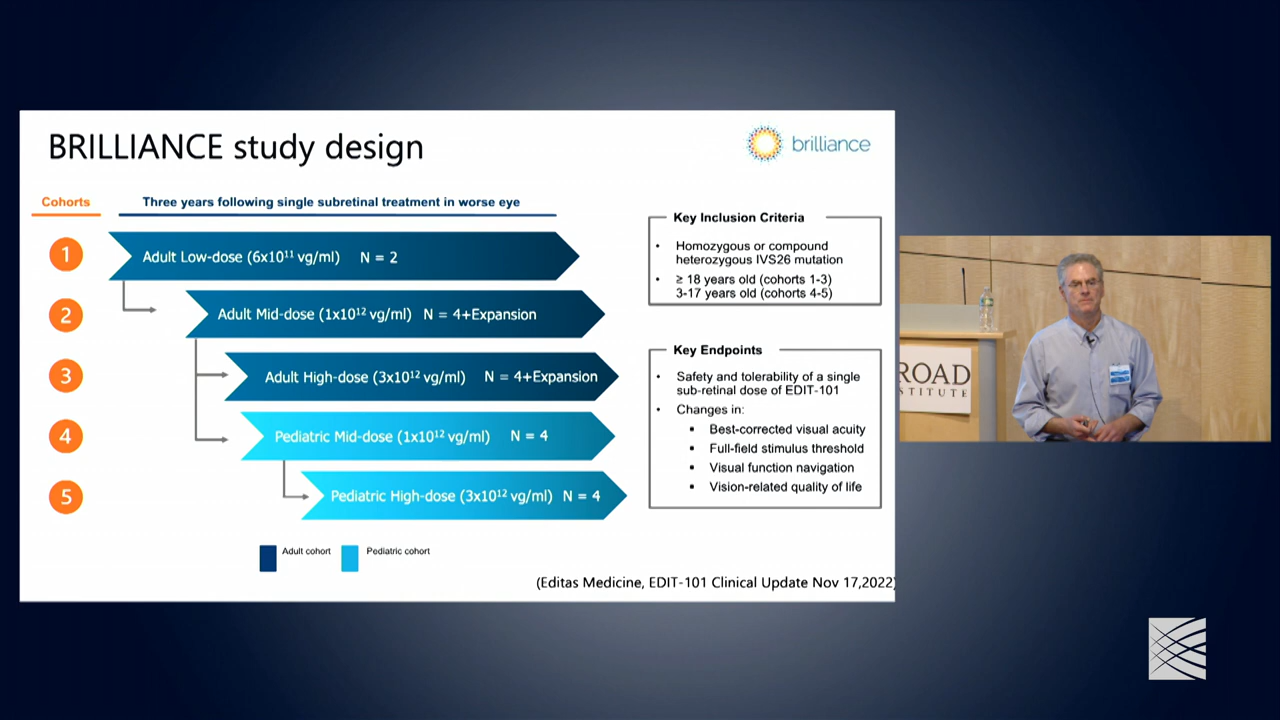 BRILLIANCE study design
brilliance
Cohorts
Three years following single subretinal treatment in worse eye
1
Adult Low-dose (6x10¹¹ vg/ml) N = 2
2
Adult Mid-dose (1x10¹² vg/ml) N = 4+Expansion
3
Adult High-dose (3x10¹² vg/ml) N = 4+Expansion
4
Pediatric Mid-dose (1x10¹² vg/ml) N = 4
5
Pediatric High-dose (3x10¹² vg/ml) N = 4
Adult cohort
Pediatric cohort
Key Inclusion Criteria
• Homozygous or compound
heterozygous IVS26 mutation
• ≥ 18 years old (cohorts 1-3)
3-17 years old (cohorts 4-5)
Key Endpoints
• Safety and tolerability of a single
sub-retinal dose of EDIT-101
• Changes in:
▪ Best-corrected visual acuity
▪ Full-field stimulus threshold
▪ Visual function navigation
▪ Vision-related quality of life
(Editas Medicine, EDIT-101 Clinical Update Nov 17,2022)
ROAD
STITUTE